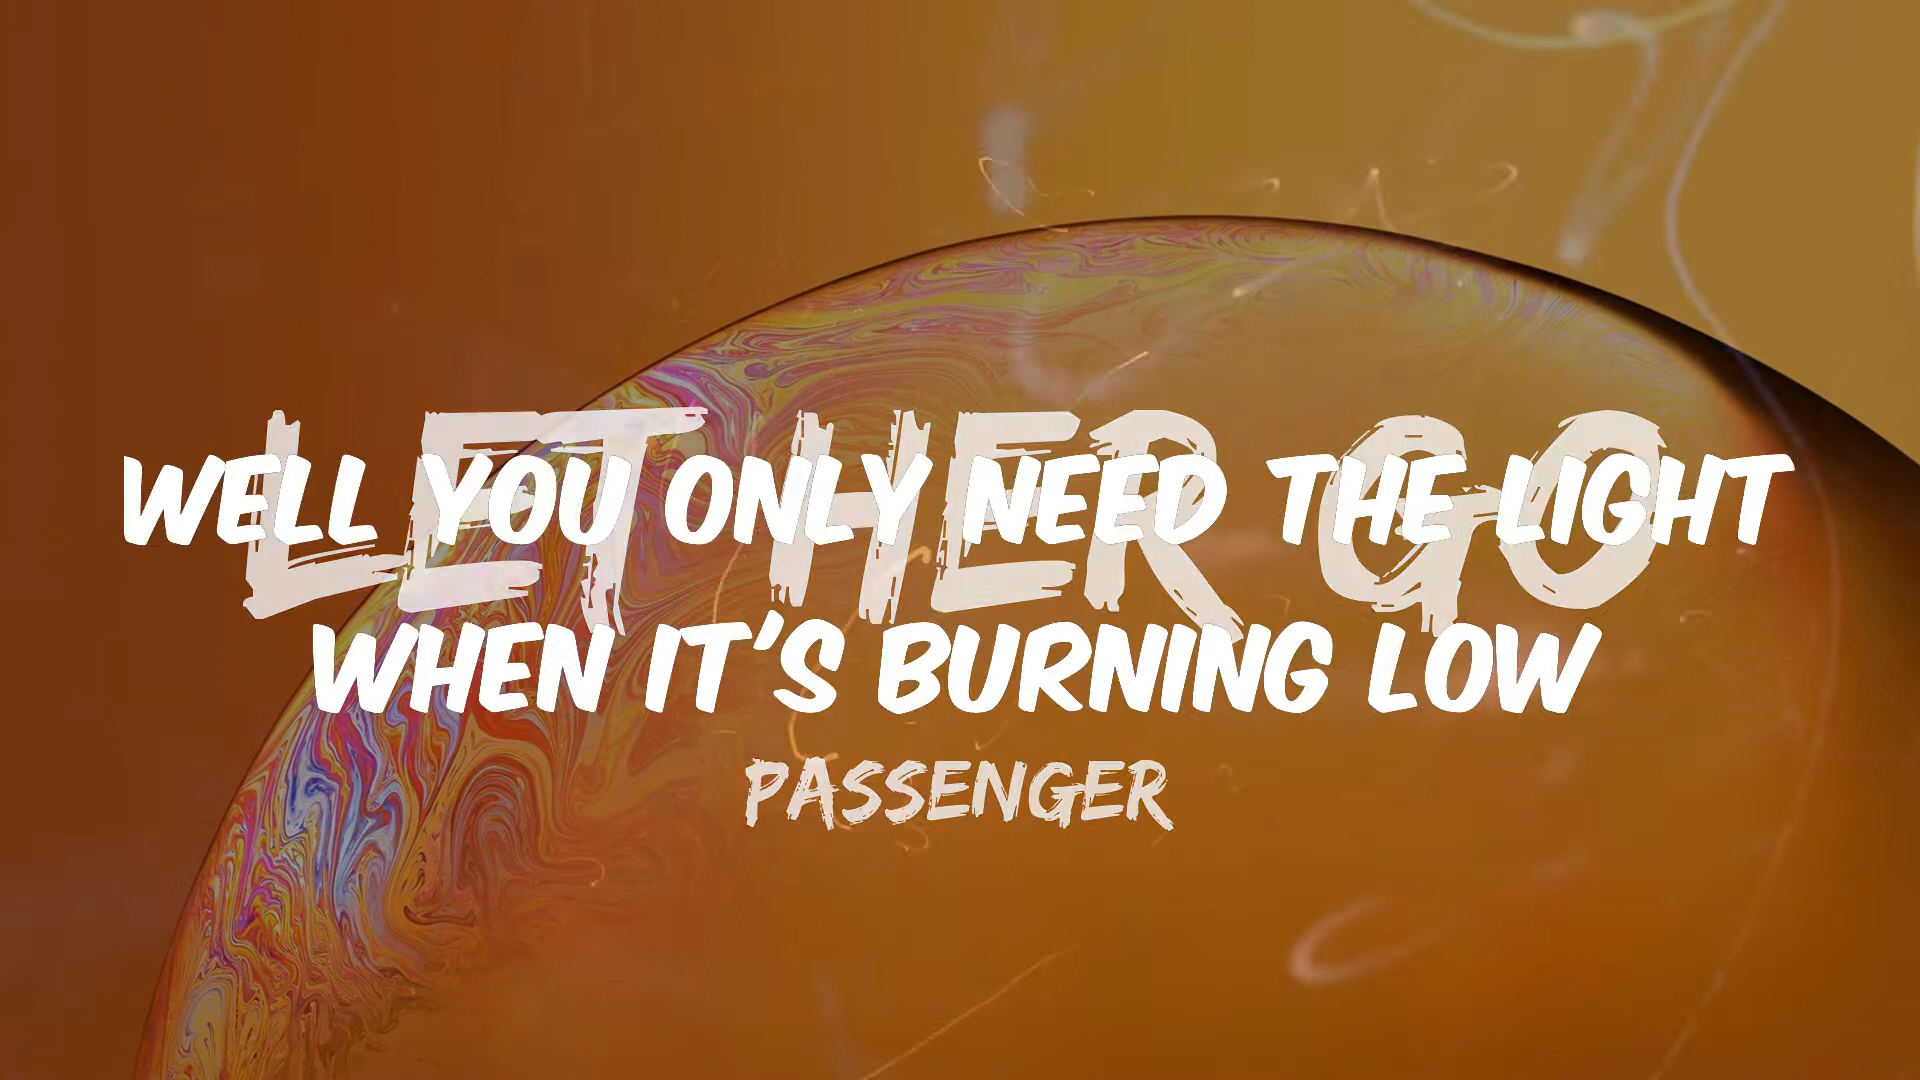 LET HER GO
WELL YOU ONLY NEED THE LIGHT
WHEN IT'S BURNING LOW
PASSENGER